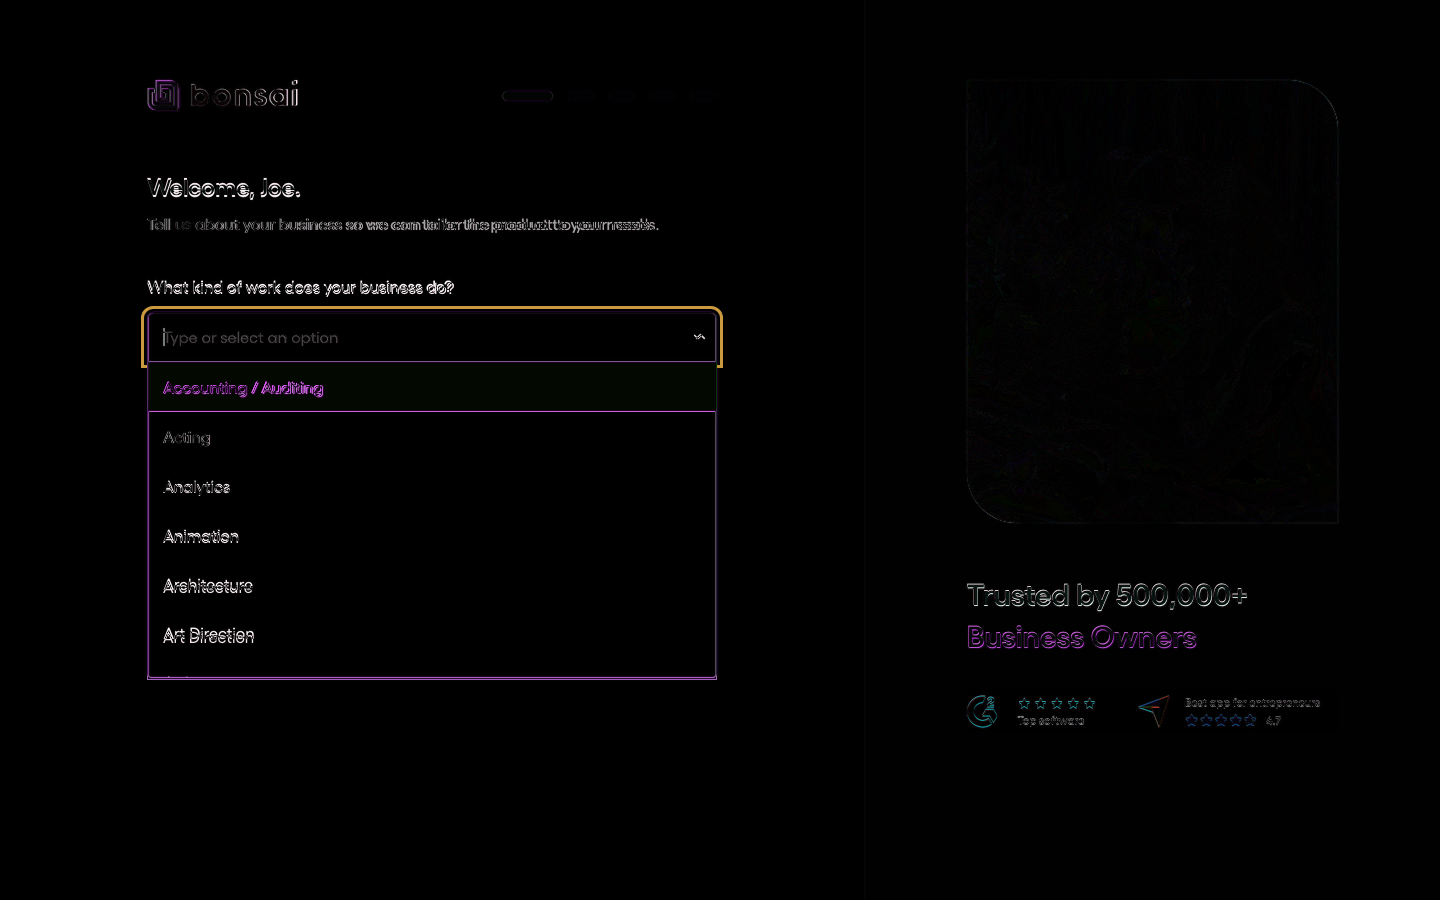 bonsai
Welcome, Joe.
Tell us about your business so we can tailor the product to your needs.
What kind of work does your business do?
Type or select an option
Accounting / Auditing
Acting
Analytics
Animation
Architecture
Art Direction
Trusted by 500,000+
Business Owners
G2
Top software
Best app for entrepreneurs
4.7